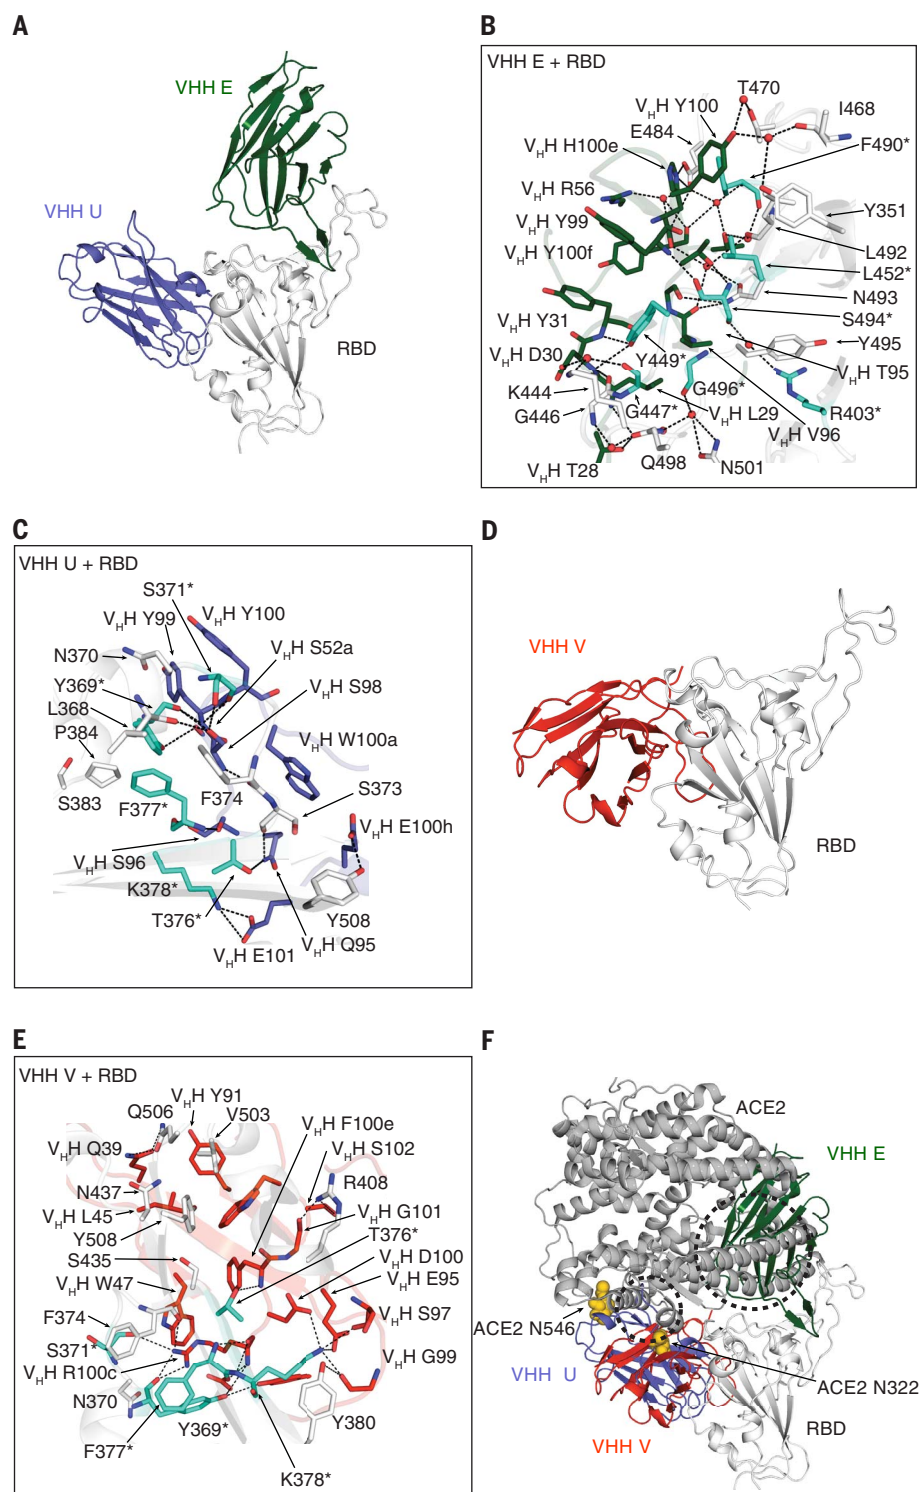 A
VHH E
VHH U
RBD
B
VHH E + RBD
T470
VHH Y100
I468
E484
F490*
VHH H100e
VHH R56
Y351
VHH Y99
L492
VHH Y100f
L452*
N493
S494*
VHH Y31
Y495
VHH D30
Y449*
VHH T95
K444
G496*
R403*
G446
G447*
VHH L29
VHH V96
Q498
VHH T28
N501
C
VHH U + RBD
S371*
VHH Y100
VHH Y99
VHH S52a
N370
Y369*
VHH S98
L368
P384
VHH W100a
S383
F377*
F374
S373
VHH E100h
VHH S96
K378*
T376*
Y508
VHH E101
VHH Q95
D
VHH V
RBD
E
VHH V + RBD
VHH Y91
Q506
V503
VHH F100e
VHH Q39
VHH S102
R408
N437
VHH L45
VHH G101
Y508
T376*
S435
VHH D100
VHH W47
VHH E95
F374
VHH S97
S371*
VHH R100c
VHH G99
N370
Y369*
Y380
F377*
K378*
F
ACE2
VHH E
ACE2 N546
VHH U
ACE2 N322
RBD
VHH V